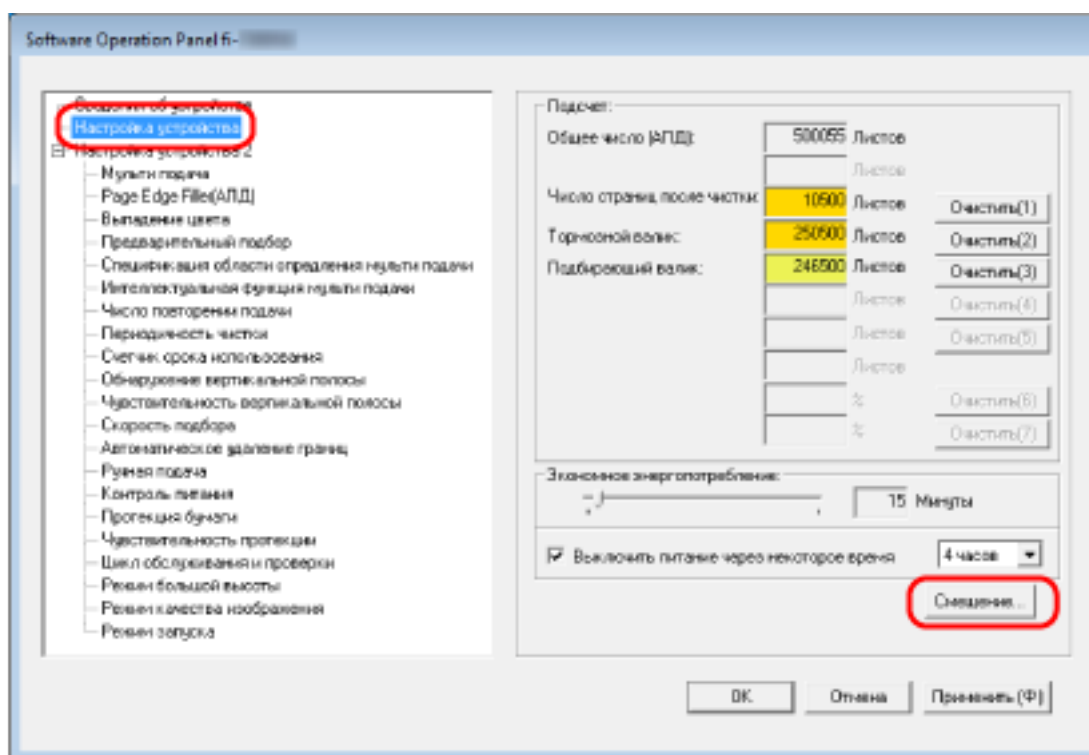 Software Operation Panel fi-
Сведения об устройстве
Настройка устройства
Настройка устройства 2
Мульти подача
Page Edge Filler(АПД)
Выпадение цвета
Предварительный подбор
Спецификация области опредления мульти подачи
Интеллектуальная функция мульти подачи
Число повторении подачи
Периодичность чистки
Счетчик срока использования
Обнаружение вертикальной полосы
Чувствительность вертикальной полосы
Скорость подбора
Автоматическое удаление границ
Ручная подача
Контроль питания
Протекция бумаги
Чувствительность протекции
Цикл обслуживания и проверки
Режим большой высоты
Режим качества изображения
Режим запуска
Подсчет:
Общее число (АПД): 500055 Листов
Листов
Число страниц после чистки: 10500 Листов Очистить(1)
Тормозной валик: 250500 Листов Очистить(2)
Подбирающий валик: 246500 Листов Очистить(3)
Листов Очистить(4)
Листов Очистить(5)
Листов
% Очистить(6)
% Очистить(7)
Экономное энергопотребление:
15 Минуты
Выключить питание через некоторое время 4 часов
Смещение...
OK Отмена Применить (Ф)